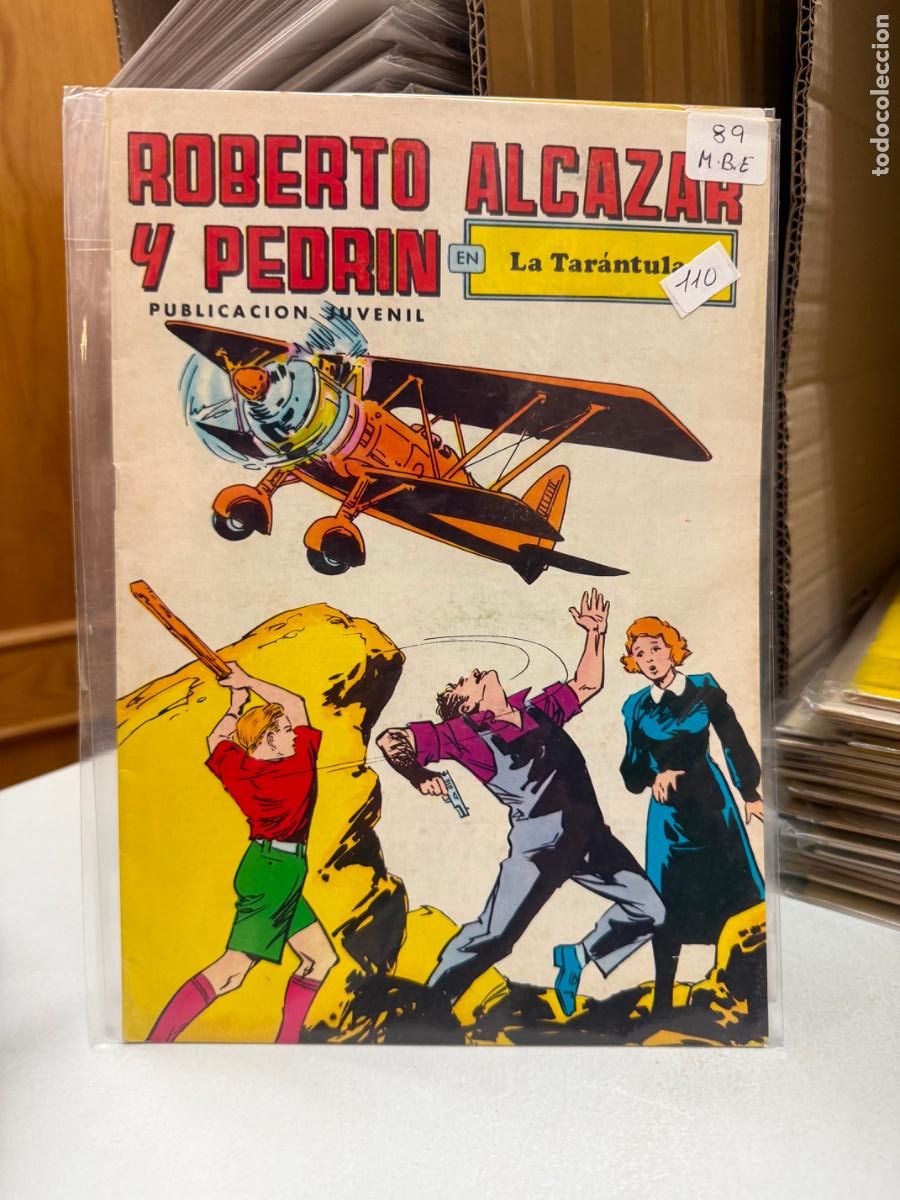 ROBERTO ALCAZAR
Y PEDRIN
EN
La Tarántula
PUBLICACION JUVENIL
89
M.B.E
110
todocoleccion